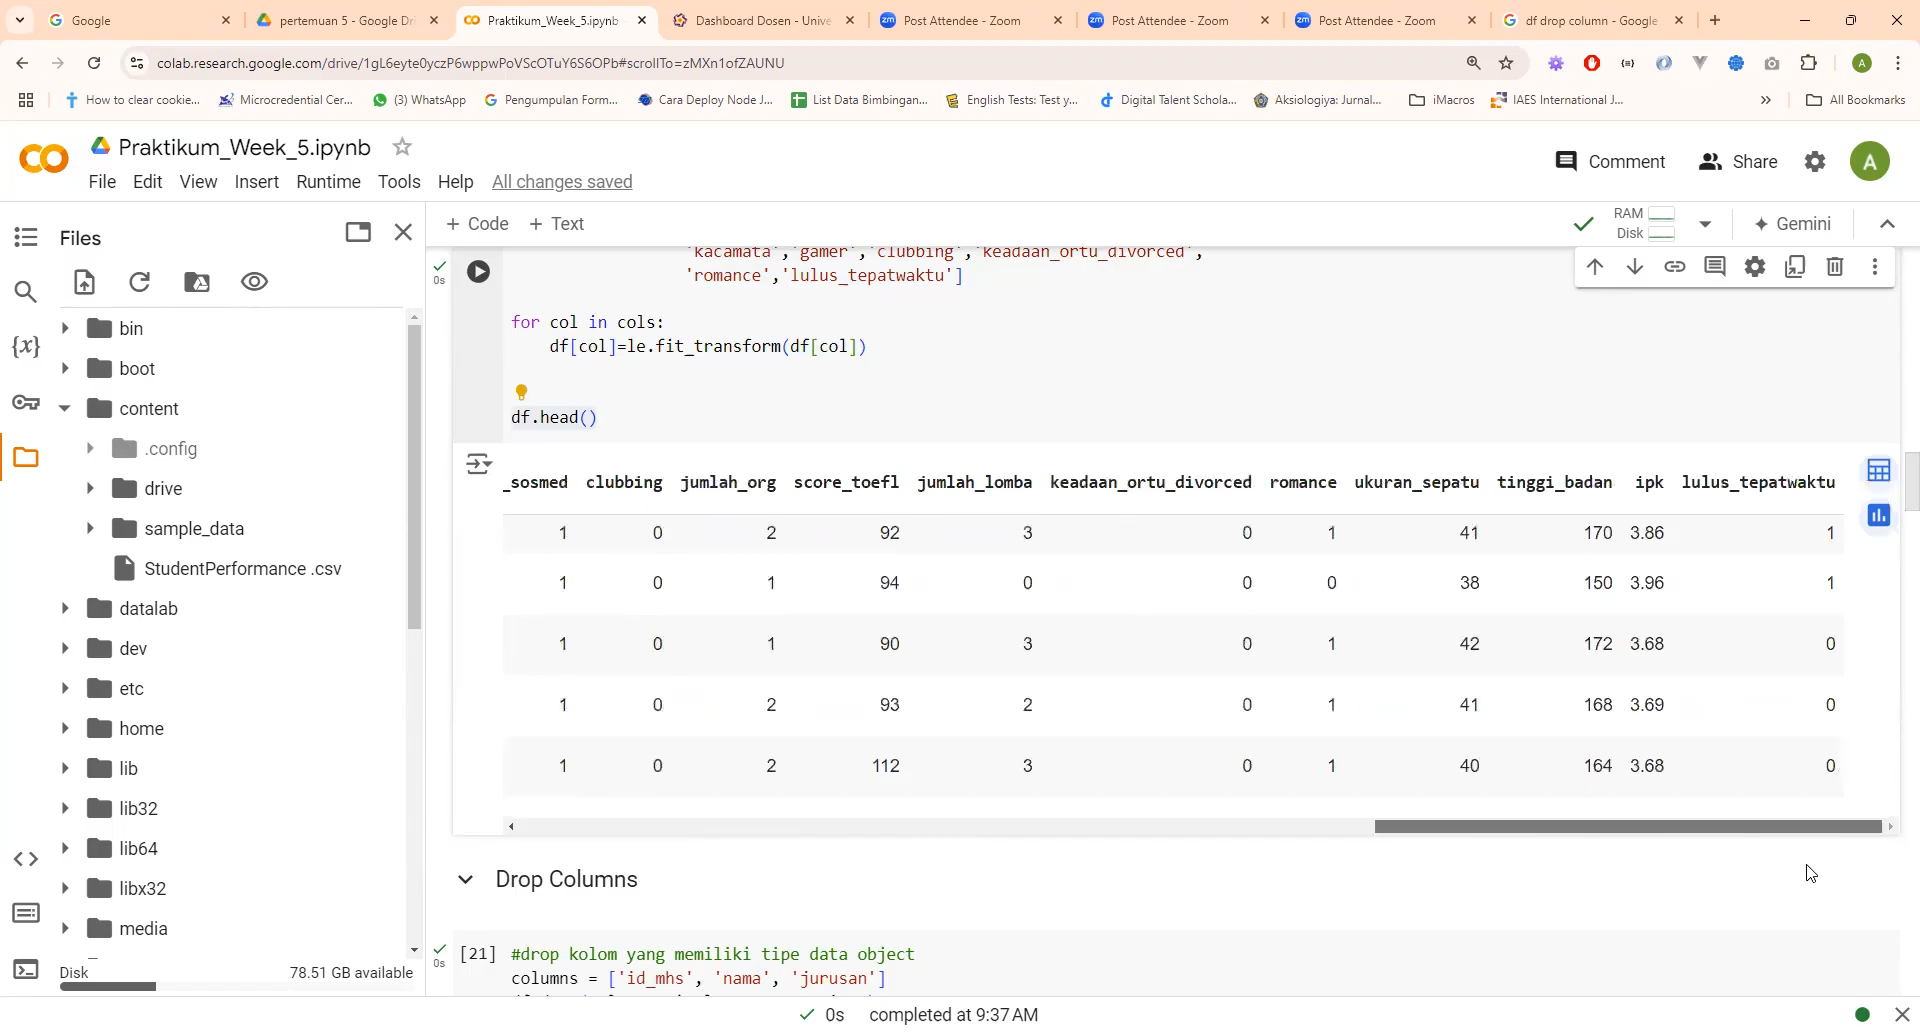 Google
pertemuan 5 - Google Dri
Praktikum_Week_5.ipynb
Dashboard Dosen - Unive
Post Attendee - Zoom
Post Attendee - Zoom
Post Attendee - Zoom
df drop column - Google
colab.research.google.com/drive/1gL6eyte0yczP6wppwPoVScOTuY6S6OPb#scrollTo=zMXn1ofZAUNU
How to clear cookie...
Microcredential Cer...
(3) WhatsApp
Pengumpulan Form...
Cara Deploy Node J...
List Data Bimbingan...
English Tests: Test y...
Digital Talent Schola...
Aksiologiya: Jurnal...
iMacros
IAES International J...
All Bookmarks
CO
Praktikum_Week_5.ipynb
Comment
Share
A
File Edit View Insert Runtime Tools Help All changes saved
Files
+ Code + Text
RAM
Disk
Gemini
bin
boot
content
.config
drive
sample_data
StudentPerformance .csv
datalab
dev
etc
home
lib
lib32
lib64
libx32
media
Disk 78.51 GB available
0s
'kacamata','gamer','clubbing','keadaan_ortu_divorced',
'romance','lulus_tepatwaktu']
for col in cols:
df[col]=le.fit_transform(df[col])
df.head()
_sosmed clubbing jumlah_org score_toefl jumlah_lomba keadaan_ortu_divorced romance ukuran_sepatu tinggi_badan ipk lulus_tepatwaktu
1 0 2 92 3 0 1 41 170 3.86 1
1 0 1 94 0 0 0 38 150 3.96 1
1 0 1 90 3 0 1 42 172 3.68 0
1 0 2 93 2 0 1 41 168 3.69 0
1 0 2 112 3 0 1 40 164 3.68 0
Drop Columns
0s
[21] #drop kolom yang memiliki tipe data object
columns = ['id_mhs', 'nama', 'jurusan']
0s completed at 9:37 AM